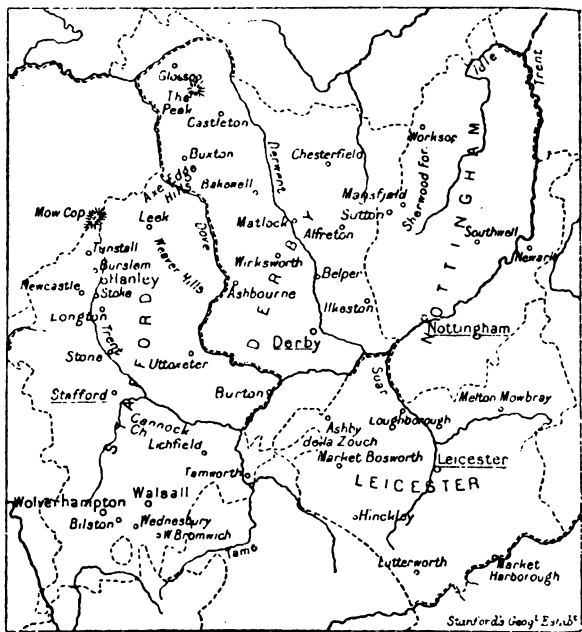 Glossop
The
Peak
Castleton
Idle
Trent
Worksop
Buxton
Derwent
Chesterfield
Axe Edge
Hills
Bakewell
Mansfield
Sutton
Sherwood For.
NOTTINGHAM
Mow Cop
Leek
Dove
Matlock
Alfreton
Southwell
Tunstall
Weaver Hills
Wirksworth
Burslem
Hanley
Belper
Newark
Newcastle
Stoke
Ashbourne
DERBY
Ilkeston
Longton
Trent
Derby
Nottingham
Stone
STAFFORD
Uttoxeter
Soar
Stafford
Burton
Melton Mowbray
Cannock
Ch.
Ashby
dela Zouch
Loughborough
Lichfield
Market Bosworth
Leicester
Tamworth
LEICESTER
Wolverhampton
Walsall
Bilston
Wednesbury
W.Bromwich
Hinckley
Tame
Lutterworth
Market
Harborough
Stanford's Geogl. Estabt.